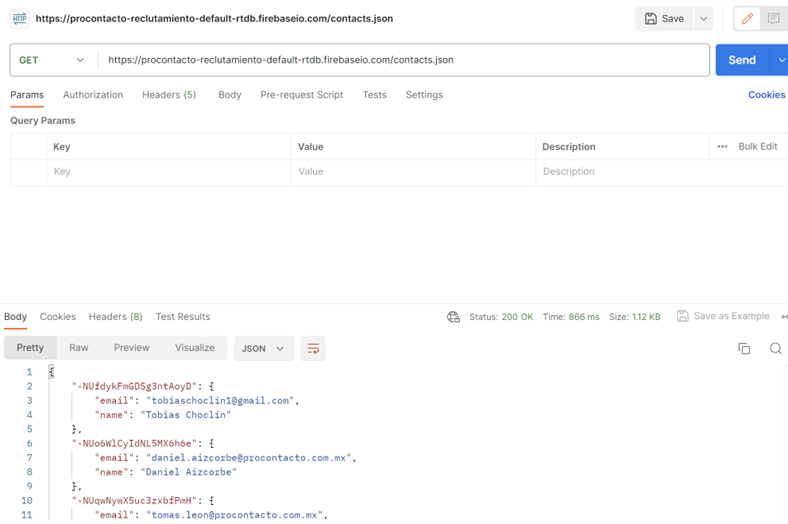 HTTP https://procontacto-reclutamiento-default-rtdb.firebaseio.com/contacts.json Save
GET https://procontacto-reclutamiento-default-rtdb.firebaseio.com/contacts.json Send
Params Authorization Headers (5) Body Pre-request Script Tests Settings Cookies
Query Params
Key Value Description ••• Bulk Edit
Key Value Description
Body Cookies Headers (8) Test Results Status: 200 OK Time: 866 ms Size: 1.12 KB Save as Example
Pretty Raw Preview Visualize JSON
1 {
2 "-NUfdykFmGDSg3ntAoyD": {
3 "email": "tobiaschoclin1@gmail.com",
4 "name": "Tobias Choclin"
5 },
6 "-NUo6WlCyIdNL5MX6h6e": {
7 "email": "daniel.aizcorbe@procontacto.com.mx",
8 "name": "Daniel Aizcorbe"
9 },
10 "-NUqwNywX5uc3zxbfPmH": {
11 "email": "tomas.leon@procontacto.com.mx",